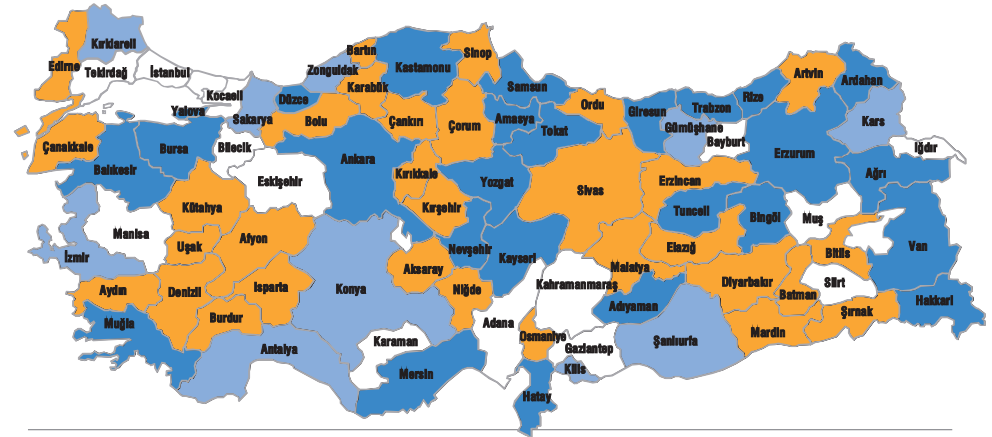 Kırklareli
Edirne
Tekirdağ
İstanbul
Kocaeli
Yalova
Sakarya
Düzce
Zonguldak
Bartın
Karabük
Kastamonu
Sinop
Samsun
Ordu
Giresun
Trabzon
Rize
Artvin
Ardahan
Kars
Iğdır
Çanakkale
Balıkesir
Bursa
Bilecik
Bolu
Çankırı
Çorum
Amasya
Tokat
Gümüşhane
Bayburt
Erzurum
Ağrı
Eskişehir
Ankara
Kırıkkale
Yozgat
Sivas
Erzincan
Kütahya
Manisa
Uşak
Afyon
Kırşehir
Nevşehir
Kayseri
Tunceli
Bingöl
Muş
Elazığ
Bitlis
Van
İzmir
Aydın
Denizli
Isparta
Burdur
Konya
Aksaray
Niğde
Malatya
Kahramanmaraş
Adıyaman
Diyarbakır
Batman
Siirt
Şırnak
Hakkari
Muğla
Antalya
Karaman
Mersin
Adana
Osmaniye
Gaziantep
Kilis
Şanlıurfa
Mardin
Hatay